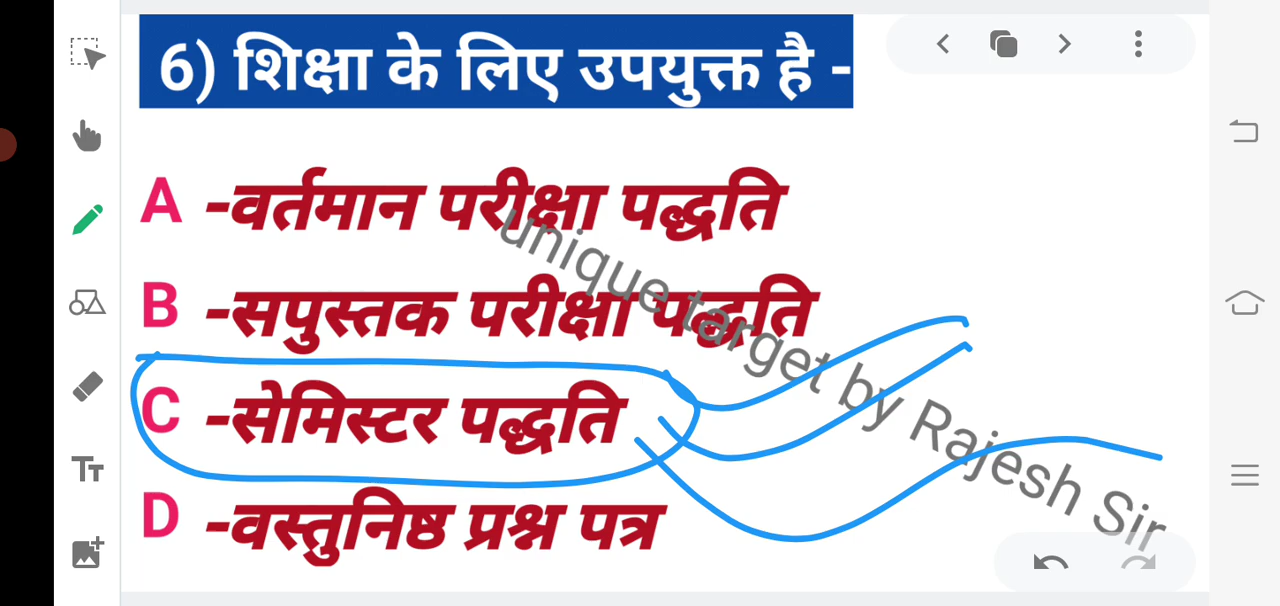 6) शिक्षा के लिए उपयुक्त है -
A -वर्तमान परीक्षा पद्धति
B -सपुस्तक परीक्षा पद्धति
C -सेमिस्टर पद्धति
D -वस्तुनिष्ठ प्रश्न पत्र
unique target by Rajesh Sir
Tт